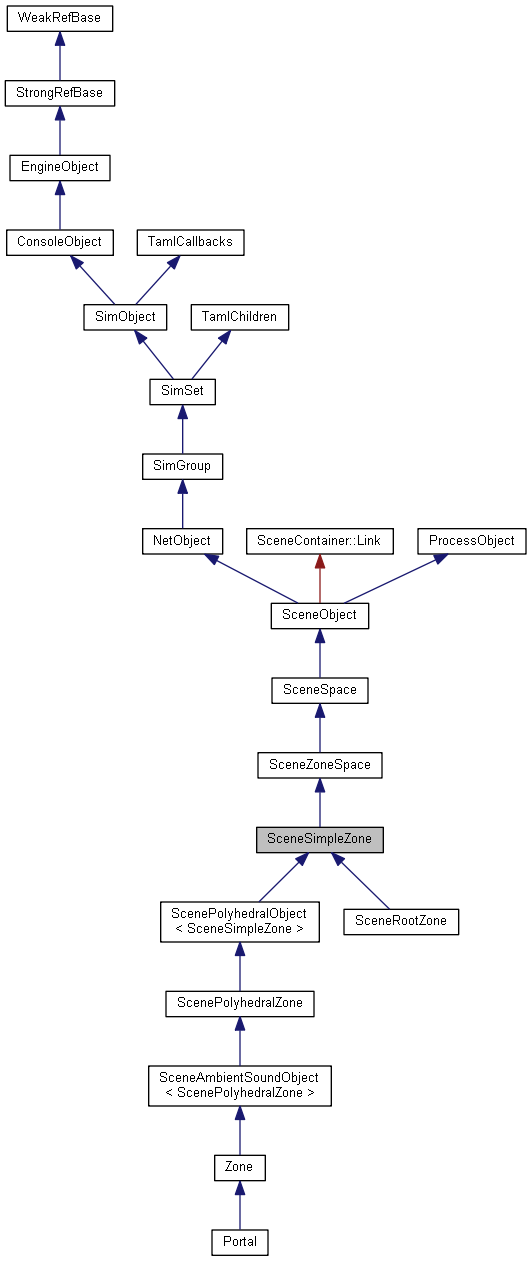 WeakRefBase
StrongRefBase
EngineObject
ConsoleObject
TamlCallbacks
SimObject
TamlChildren
SimSet
SimGroup
NetObject
SceneContainer::Link
ProcessObject
SceneObject
SceneSpace
SceneZoneSpace
SceneSimpleZone
ScenePolyhedralObject
< SceneSimpleZone >
SceneRootZone
ScenePolyhedralZone
SceneAmbientSoundObject
< ScenePolyhedralZone >
Zone
Portal